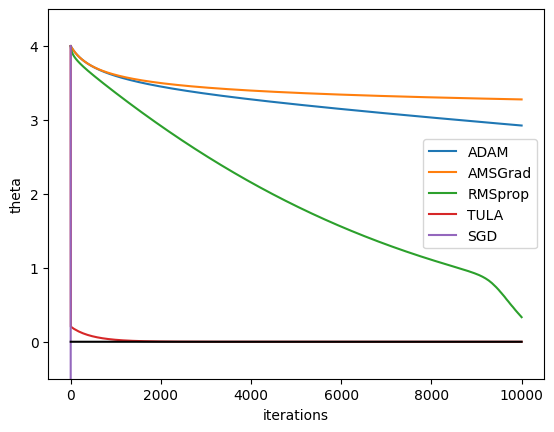 4
3
2
1
0
theta
ADAM
AMSGrad
RMSprop
TULA
SGD
0 2000 4000 6000 8000 10000
iterations